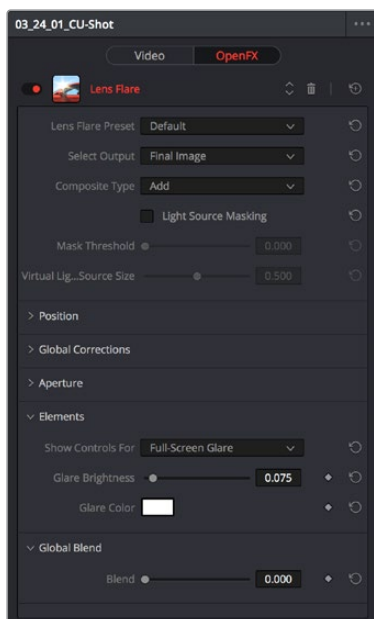 03_24_01_CU-Shot
Video OpenFX
Lens Flare
Lens Flare Preset Default
Select Output Final Image
Composite Type Add
Light Source Masking
Mask Threshold 0.000
Virtual Lig...Source Size 0.500
> Position
> Global Corrections
> Aperture
Elements
Show Controls For Full-Screen Glare
Glare Brightness 0.075
Glare Color
Global Blend
Blend 0.000